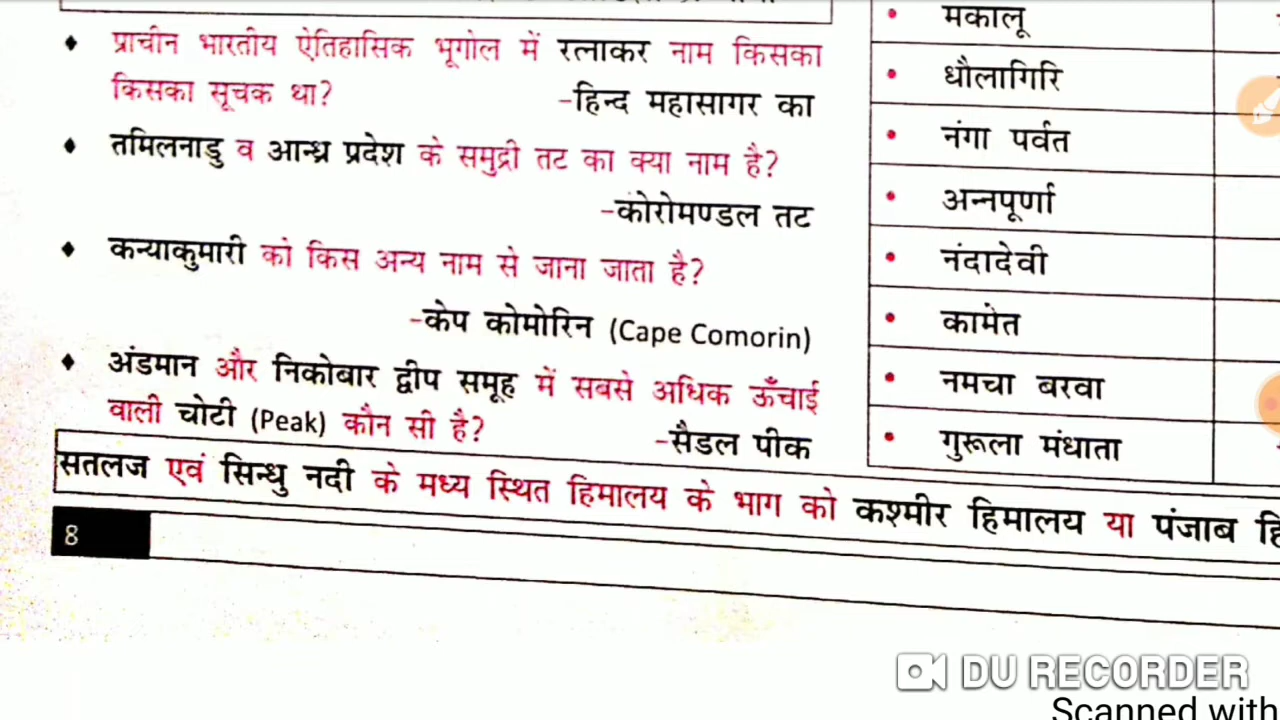 प्राचीन भारतीय ऐतिहासिक भूगोल में रत्नाकर नाम किसका
किसका सूचक था? -हिन्द महासागर का
तमिलनाडु व आन्ध्र प्रदेश के समुद्री तट का क्या नाम है?
-कोरोमण्डल तट
कन्याकुमारी को किस अन्य नाम से जाना जाता है?
-केप कोमोरिन (Cape Comorin)
अंडमान और निकोबार द्वीप समूह में सबसे अधिक ऊँचाई
वाली चोटी (Peak) कौन सी है? -सैडल पीक
मकालू
धौलागिरि
नंगा पर्वत
अन्नपूर्णा
नंदादेवी
कामेत
नमचा बरवा
गुरूला मंधाता
सतलज एवं सिन्धु नदी के मध्य स्थित हिमालय के भाग को कश्मीर हिमालय या पंजाब हि
8
DU RECORDER
Scanned with